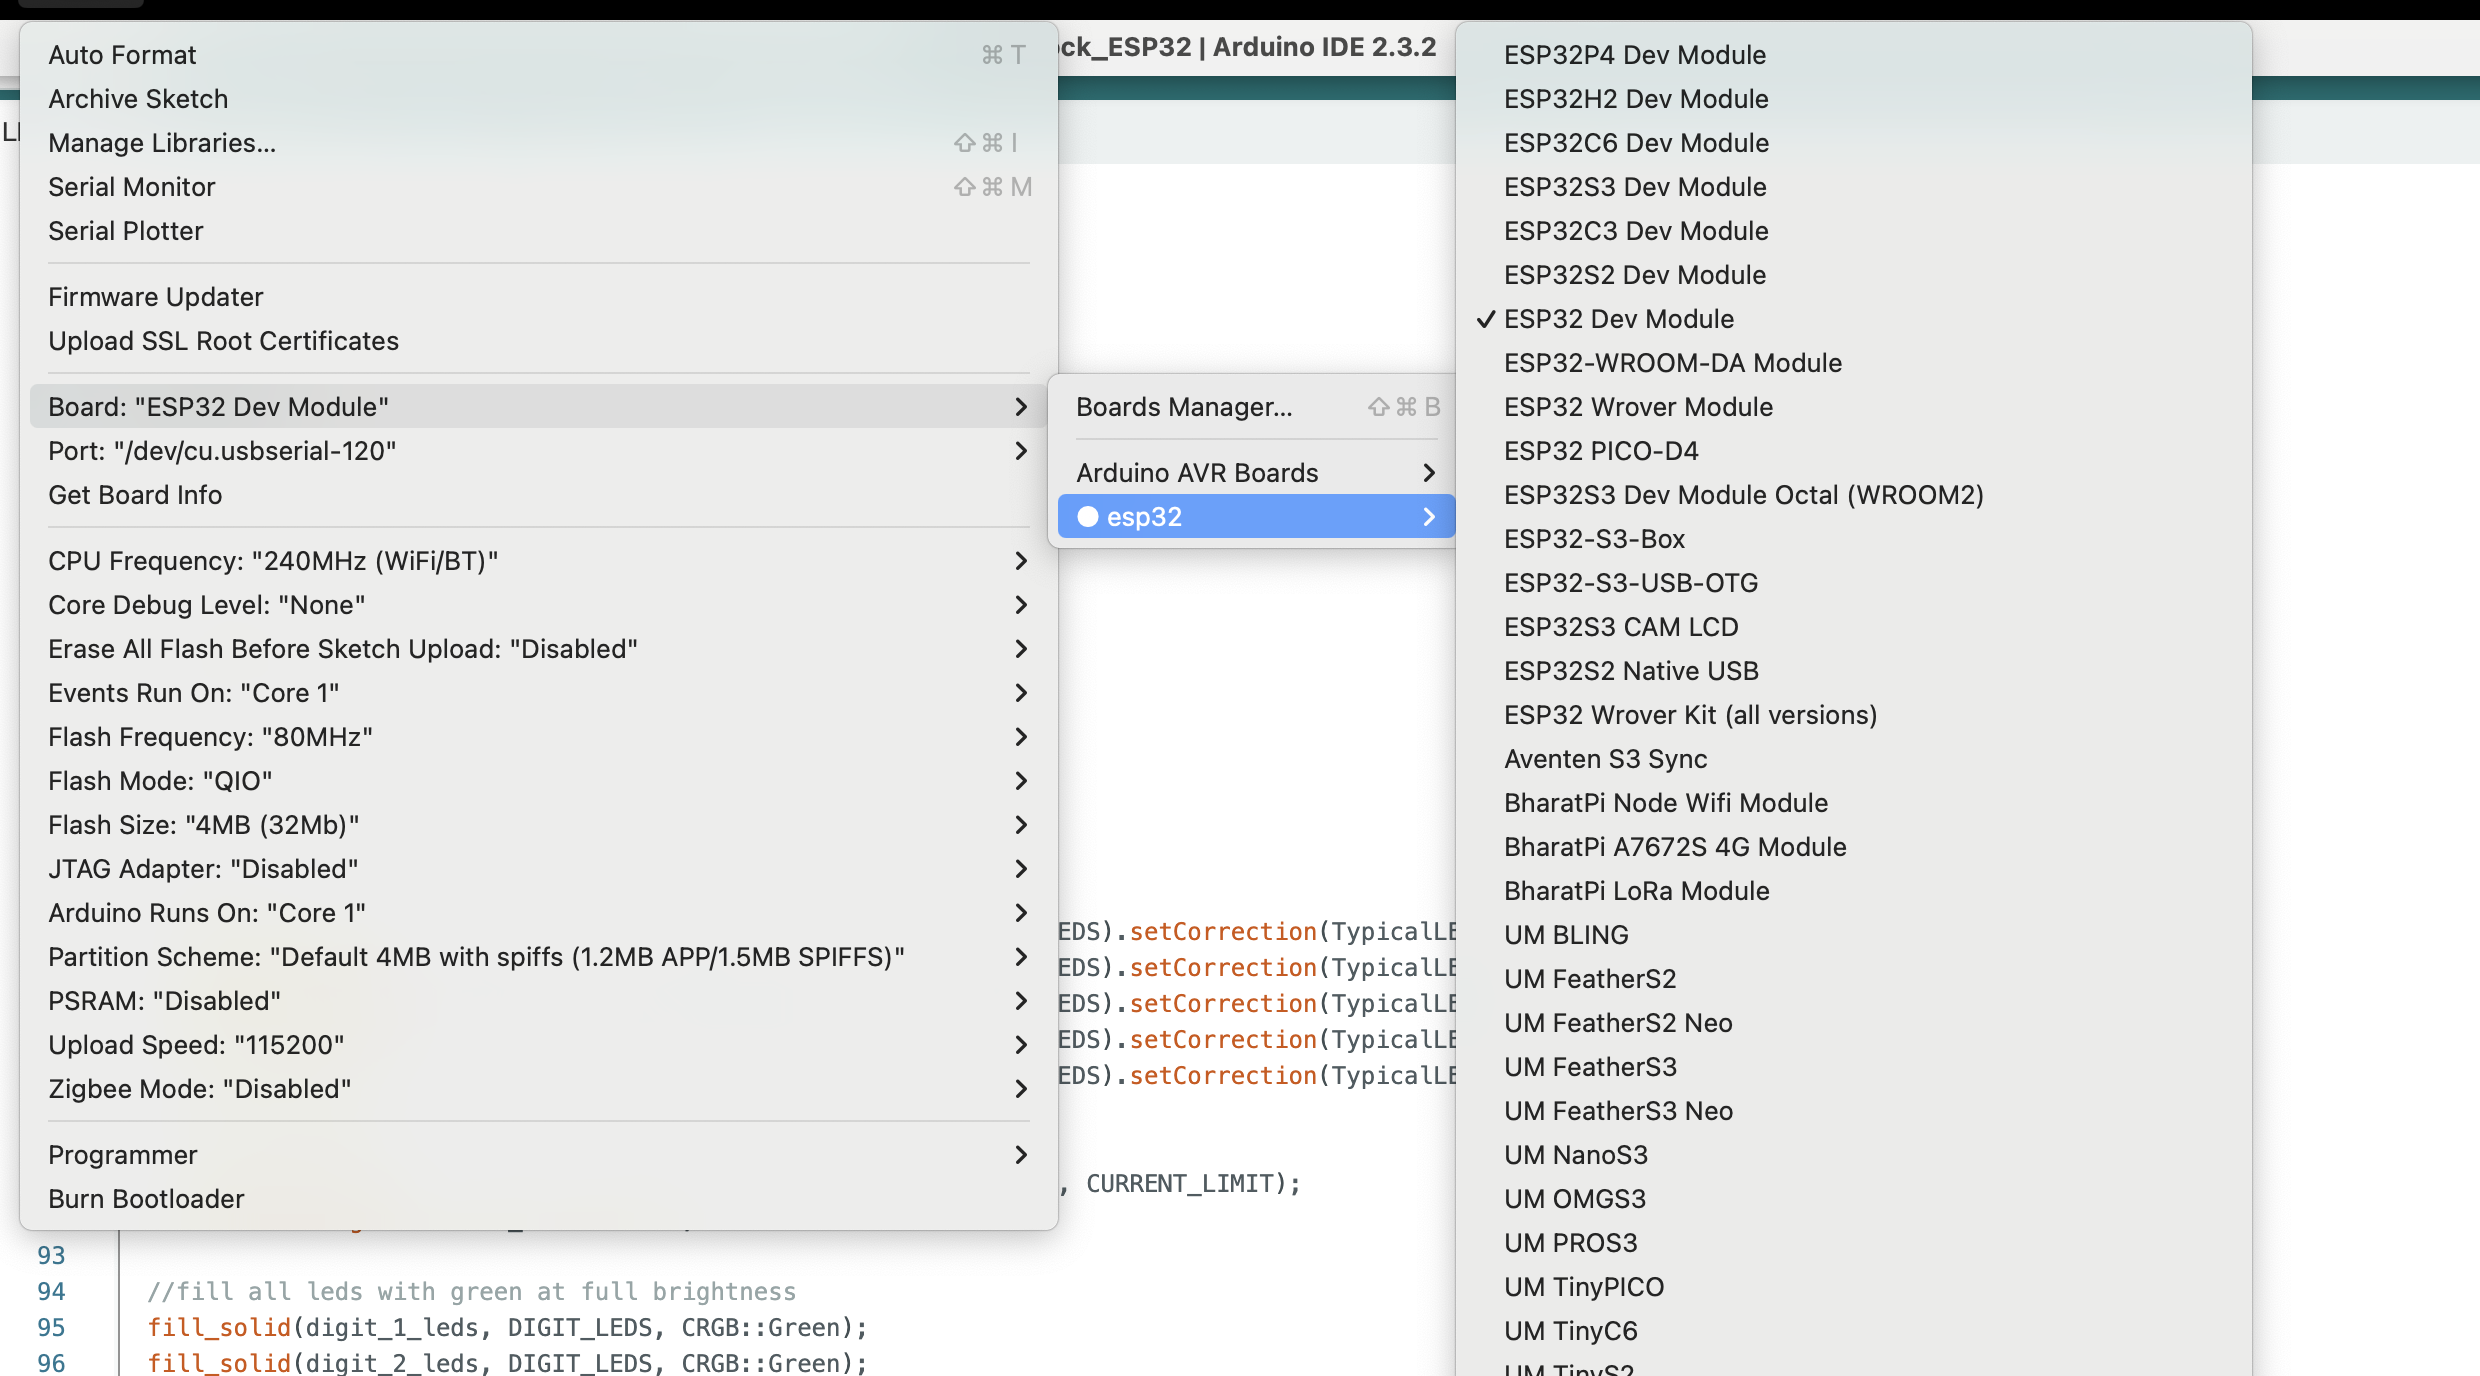 Auto Format ⌘ T
Archive Sketch
Manage Libraries... ⇧ ⌘ I
Serial Monitor ⇧ ⌘ M
Serial Plotter
Firmware Updater
Upload SSL Root Certificates
Board: "ESP32 Dev Module"
Port: "/dev/cu.usbserial-120"
Get Board Info
CPU Frequency: "240MHz (WiFi/BT)"
Core Debug Level: "None"
Erase All Flash Before Sketch Upload: "Disabled"
Events Run On: "Core 1"
Flash Frequency: "80MHz"
Flash Mode: "QIO"
Flash Size: "4MB (32Mb)"
JTAG Adapter: "Disabled"
Arduino Runs On: "Core 1"
Partition Scheme: "Default 4MB with spiffs (1.2MB APP/1.5MB SPIFFS)"
PSRAM: "Disabled"
Upload Speed: "115200"
Zigbee Mode: "Disabled"
Programmer
Burn Bootloader
ock_ESP32 | Arduino IDE 2.3.2
Boards Manager... ⇧ ⌘ B
Arduino AVR Boards
esp32
ESP32P4 Dev Module
ESP32H2 Dev Module
ESP32C6 Dev Module
ESP32S3 Dev Module
ESP32C3 Dev Module
ESP32S2 Dev Module
✓ ESP32 Dev Module
ESP32-WROOM-DA Module
ESP32 Wrover Module
ESP32 PICO-D4
ESP32S3 Dev Module Octal (WROOM2)
ESP32-S3-Box
ESP32-S3-USB-OTG
ESP32S3 CAM LCD
ESP32S2 Native USB
ESP32 Wrover Kit (all versions)
Aventen S3 Sync
BharatPi Node Wifi Module
BharatPi A7672S 4G Module
BharatPi LoRa Module
UM BLING
UM FeatherS2
UM FeatherS2 Neo
UM FeatherS3
UM FeatherS3 Neo
UM NanoS3
UM OMGS3
UM PROS3
UM TinyPICO
UM TinyC6
UM TinyS2
EDS).setCorrection(TypicalLE
EDS).setCorrection(TypicalLE
EDS).setCorrection(TypicalLE
EDS).setCorrection(TypicalLE
EDS).setCorrection(TypicalLE
, CURRENT_LIMIT);
93
94 //fill all leds with green at full brightness
95 fill_solid(digit_1_leds, DIGIT_LEDS, CRGB::Green);
96 fill_solid(digit_2_leds, DIGIT_LEDS, CRGB::Green);